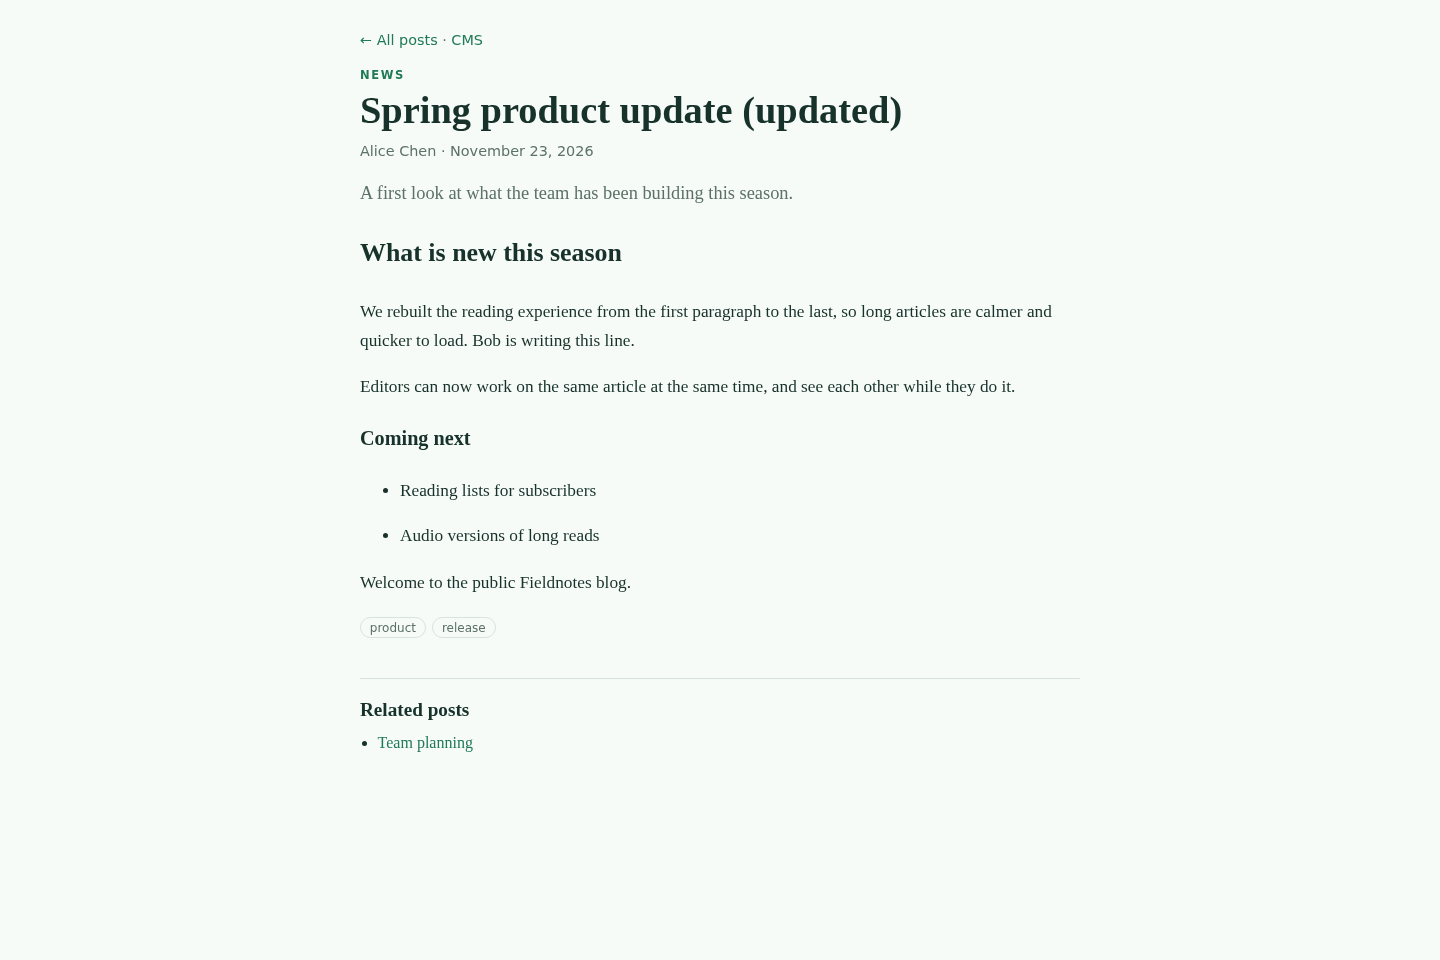 ← All posts · CMS
NEWS
Spring product update (updated)
Alice Chen · November 23, 2026
A first look at what the team has been building this season.
What is new this season
We rebuilt the reading experience from the first paragraph to the last, so long articles are calmer and
quicker to load. Bob is writing this line.
Editors can now work on the same article at the same time, and see each other while they do it.
Coming next
• Reading lists for subscribers
• Audio versions of long reads
Welcome to the public Fieldnotes blog.
product release
Related posts
• Team planning